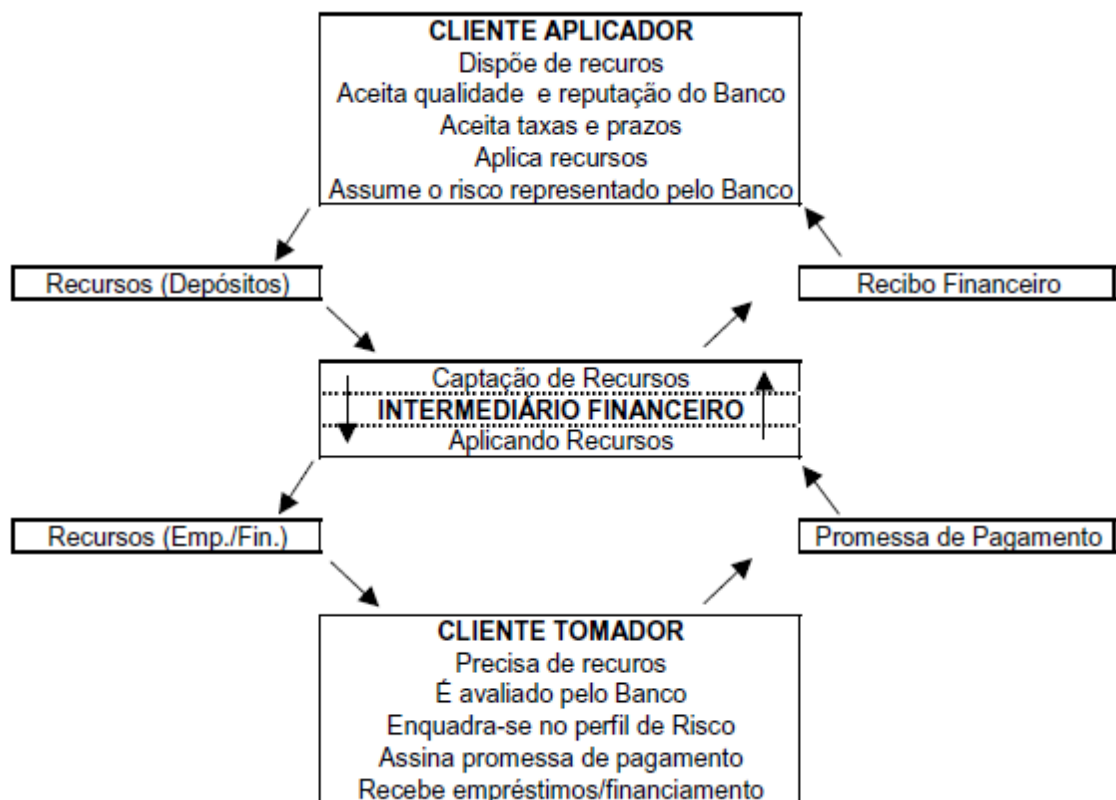 CLIENTE APLICADOR
Dispõe de recuros
Aceita qualidade e reputação do Banco
Aceita taxas e prazos
Aplica recursos
Assume o risco representado pelo Banco
Recursos (Depósitos)
Recibo Financeiro
Captação de Recursos
INTERMEDIÁRIO FINANCEIRO
Aplicando Recursos
Recursos (Emp./Fin.)
Promessa de Pagamento
CLIENTE TOMADOR
Precisa de recuros
É avaliado pelo Banco
Enquadra-se no perfil de Risco
Assina promessa de pagamento
Recebe empréstimos/financiamento